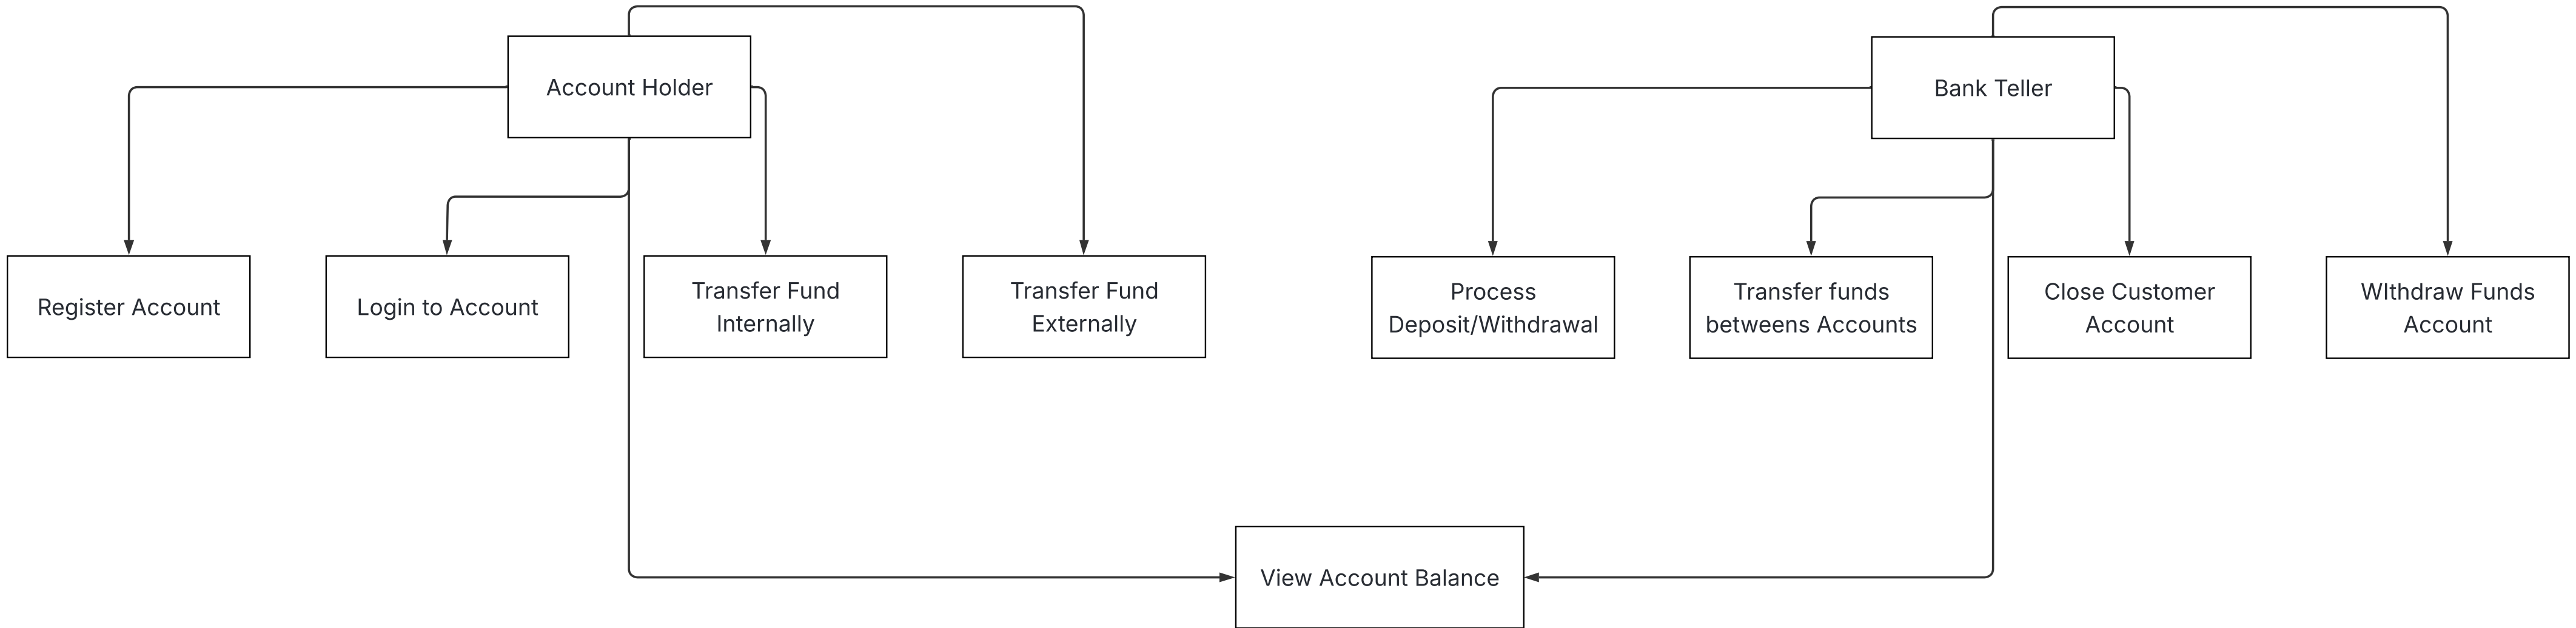 Account Holder
Bank Teller
Register Account
Login to Account
Transfer Fund
Internally
Transfer Fund
Externally
Process
Deposit/Withdrawal
Transfer funds
betweens Accounts
Close Customer
Account
WIthdraw Funds
Account
View Account Balance